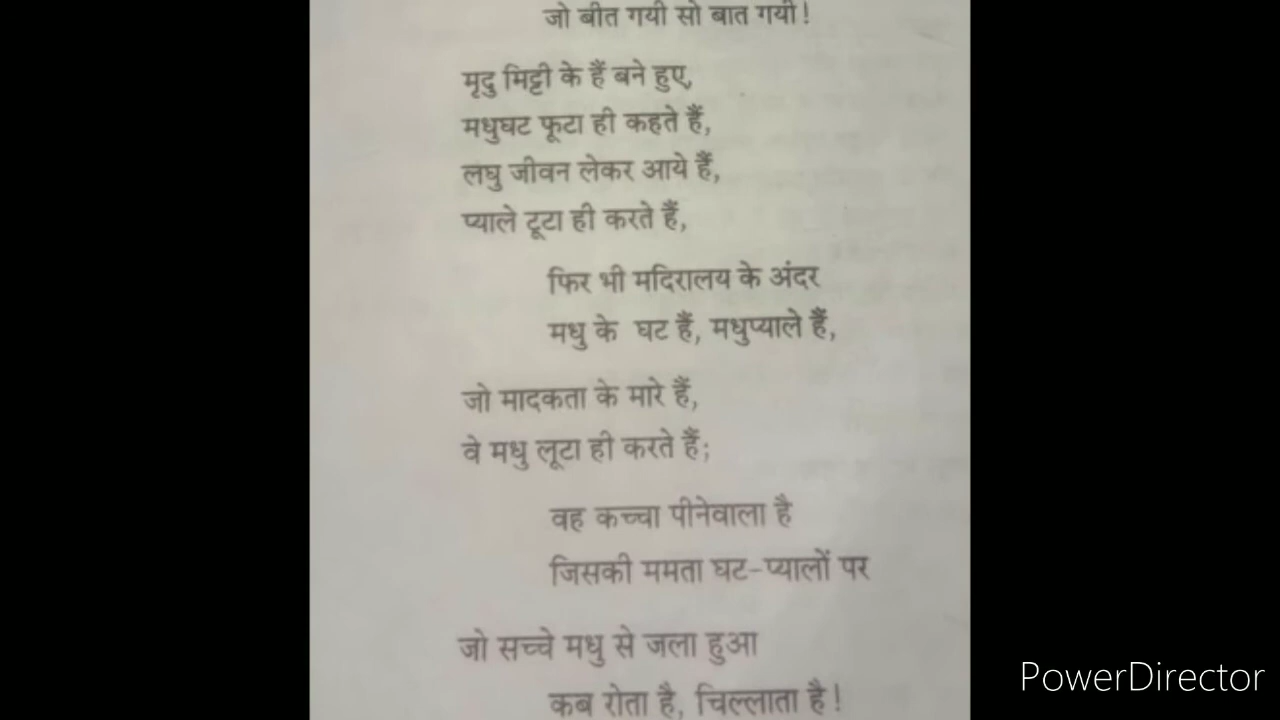 जो बीत गयी सो बात गयी!
मृदु मिट्टी के हैं बने हुए,
मधुघट फूटा ही कहते हैं,
लघु जीवन लेकर आये हैं,
प्याले टूटा ही करते हैं,
फिर भी मदिरालय के अंदर
मधु के घट हैं, मधुप्याले हैं,
जो मादकता के मारे हैं,
वे मधु लूटा ही करते हैं;
वह कच्चा पीनेवाला है
जिसकी ममता घट-प्यालों पर
जो सच्चे मधु से जला हुआ
कब रोता है, चिल्लाता है!
PowerDirector